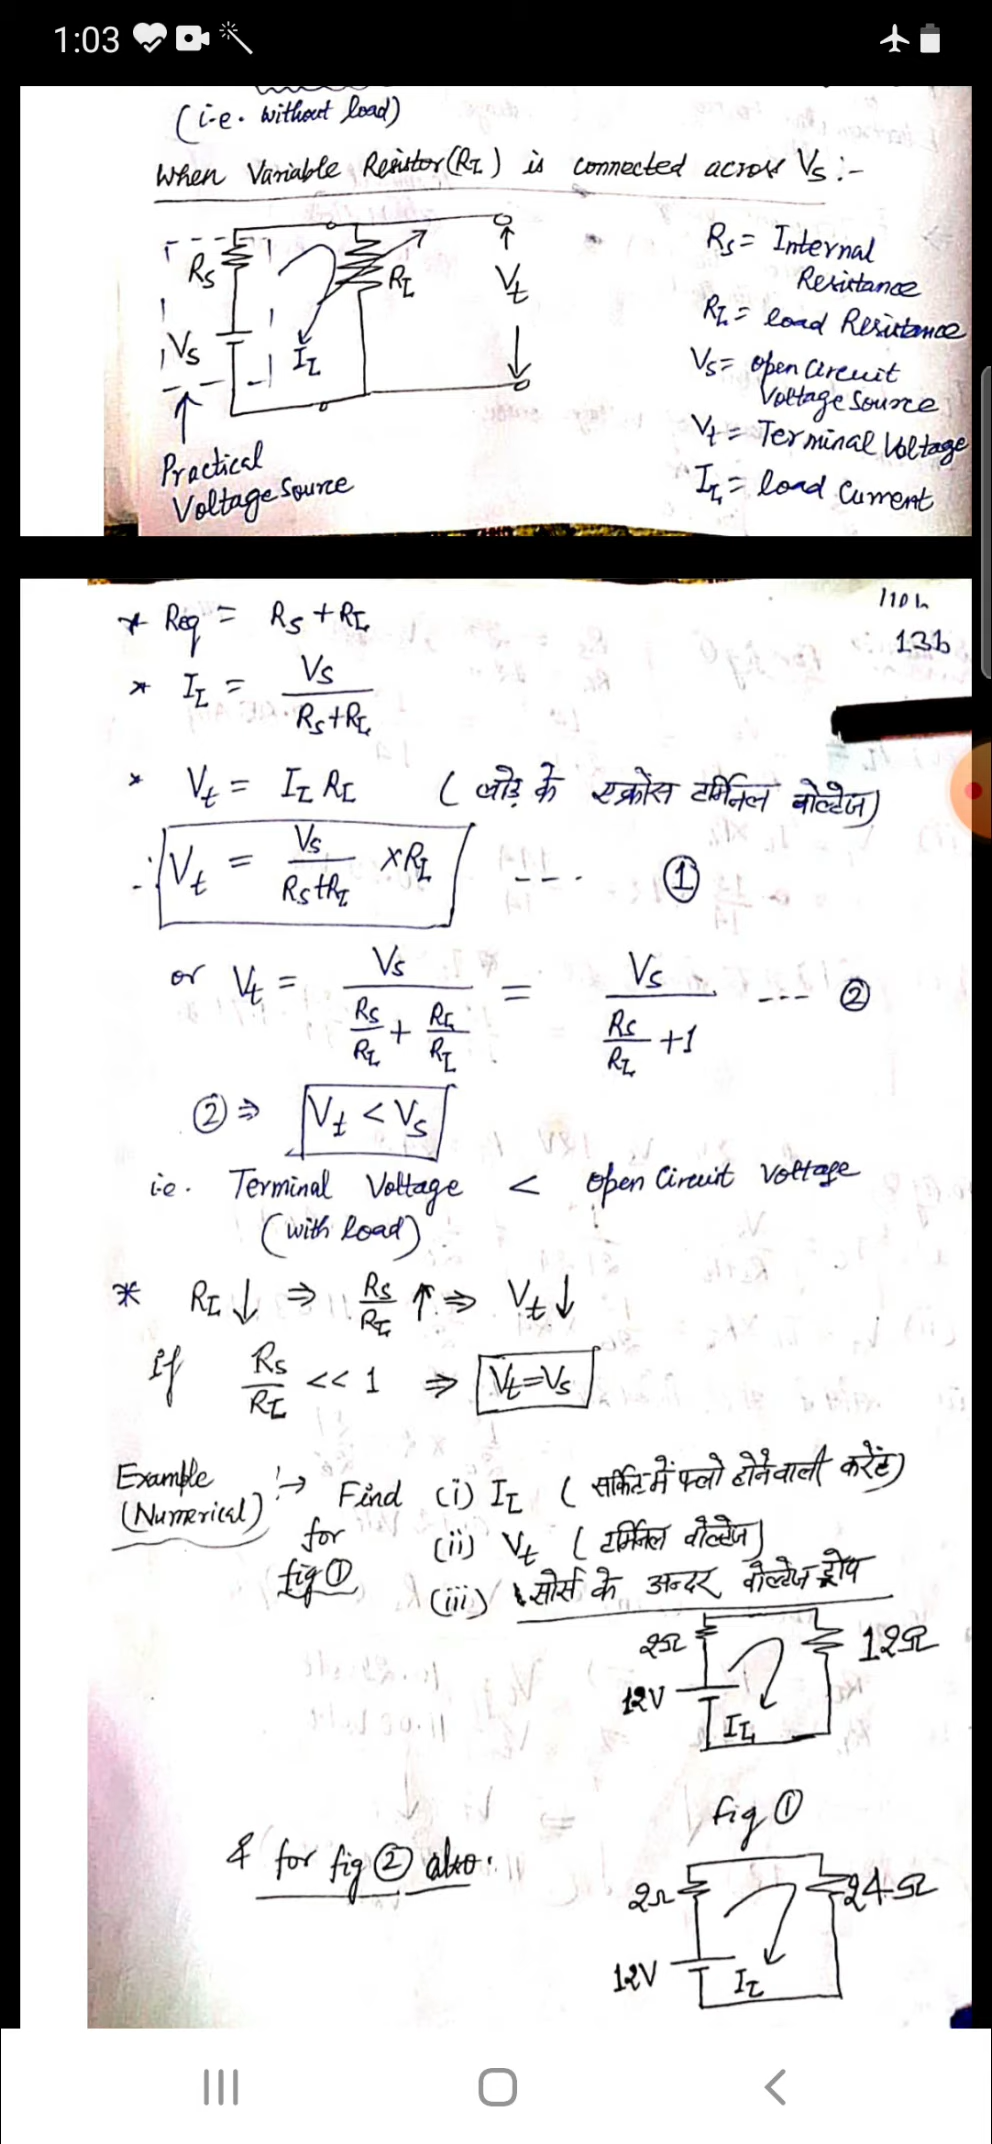 1:03
(i.e. without load)
When Variable Resistor (RL) is connected across Vs :-
Rs
RL
Vt
Vs
IL
Practical
Voltage source
Rs = Internal
Resistance
RL = load Resistance
Vs = open circuit
Voltage source
Vt = Terminal Voltage
IL = load current
13b
* Req = Rs + RL
* IL = Vs / (Rs+RL)
* Vt = IL RL ( लोड के एक्रोस टर्मिनल वोल्टेज)
∴ Vt = Vs / (Rs+RL) × RL --- ①
or Vt = Vs / (Rs/RL + RL/RL) = Vs / (Rs/RL + 1) --- ②
② ⇒ Vt < Vs
i.e. Terminal Voltage < open Circuit Voltage
(with load)
* RL ↓ ⇒ Rs/RL ↑ ⇒ Vt ↓
if Rs/RL << 1 ⇒ Vt = Vs
Example (Numerical) :→ Find (i) IL ( सर्किट में फ्लो होनेवाली करेंट)
for fig ① (ii) Vt ( टर्मिनल वोल्टेज)
(iii) सोर्स के अन्दर वोल्टेज ड्रोप
2Ω
12Ω
12V
IL
fig ①
& for fig ② also.
2Ω
24Ω
12V
IL